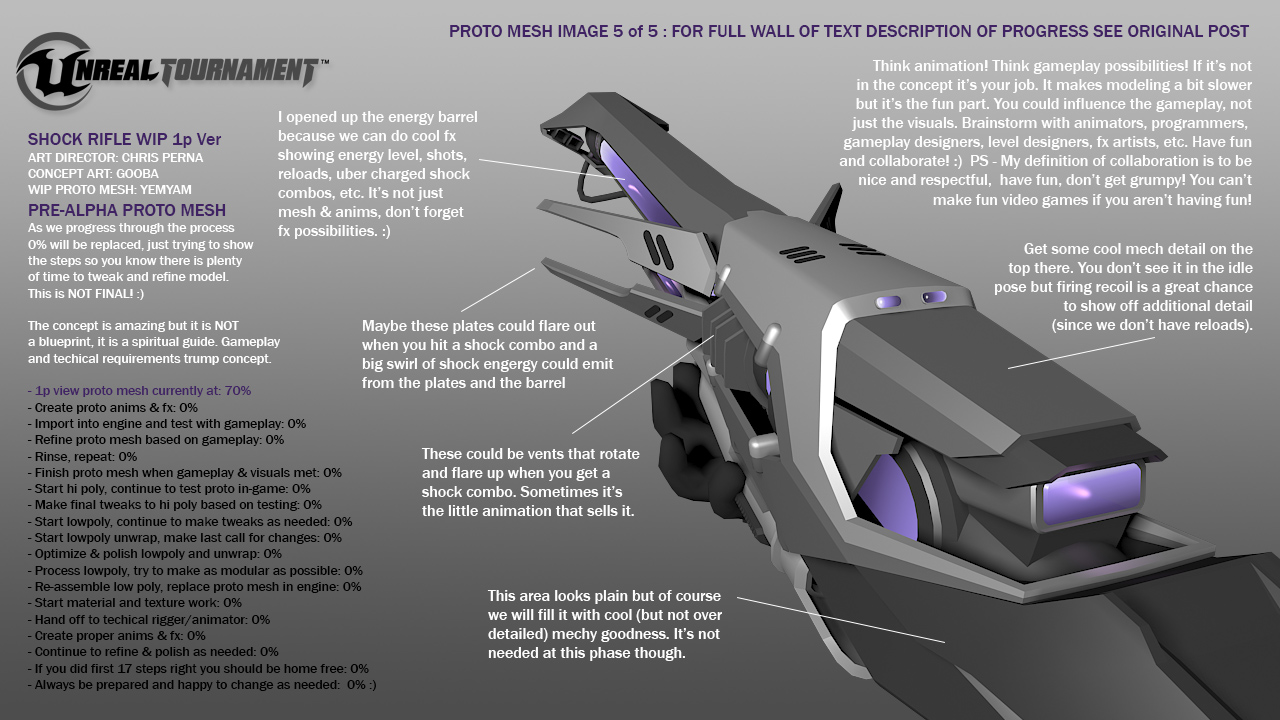 PROTO MESH IMAGE 5 of 5 : FOR FULL WALL OF TEXT DESCRIPTION OF PROGRESS SEE ORIGINAL POST
UNREAL TOURNAMENT™
SHOCK RIFLE WIP 1p Ver
ART DIRECTOR: CHRIS PERNA
CONCEPT ART: GOOBA
WIP PROTO MESH: YEMYAM
PRE-ALPHA PROTO MESH
As we progress through the process
0% will be replaced, just trying to show
the steps so you know there is plenty
of time to tweak and refine model.
This is NOT FINAL! :)
The concept is amazing but it is NOT
a blueprint, it is a spiritual guide. Gameplay
and techical requirements trump concept.
- 1p view proto mesh currently at: 70%
- Create proto anims & fx: 0%
- Import into engine and test with gameplay: 0%
- Refine proto mesh based on gameplay: 0%
- Rinse, repeat: 0%
- Finish proto mesh when gameplay & visuals met: 0%
- Start hi poly, continue to test proto in-game: 0%
- Make final tweaks to hi poly based on testing: 0%
- Start lowpoly, continue to make tweaks as needed: 0%
- Start lowpoly unwrap, make last call for changes: 0%
- Optimize & polish lowpoly and unwrap: 0%
- Process lowpoly, try to make as modular as possible: 0%
- Re-assemble low poly, replace proto mesh in engine: 0%
- Start material and texture work: 0%
- Hand off to techical rigger/animator: 0%
- Create proper anims & fx: 0%
- Continue to refine & polish as needed: 0%
- If you did first 17 steps right you should be home free: 0%
- Always be prepared and happy to change as needed:  0% :)
I opened up the energy barrel
because we can do cool fx
showing energy level, shots,
reloads, uber charged shock
combos, etc. It's not just
mesh & anims, don't forget
fx possibilities. :)
Maybe these plates could flare out
when you hit a shock combo and a
big swirl of shock engergy could emit
from the plates and the barrel
These could be vents that rotate
and flare up when you get a
shock combo. Sometimes it's
the little animation that sells it.
This area looks plain but of course
we will fill it with cool (but not over
detailed) mechy goodness. It's not
needed at this phase though.
Think animation! Think gameplay possibilities! If it's not
in the concept it's your job. It makes modeling a bit slower
but it's the fun part. You could influence the gameplay, not
just the visuals. Brainstorm with animators, programmers,
gameplay designers, level designers, fx artists, etc. Have fun
and collaborate! :)  PS - My definition of collaboration is to be
nice and respectful,  have fun, don't get grumpy! You can't
make fun video games if you aren't having fun!
Get some cool mech detail on the
top there. You don't see it in the idle
pose but firing recoil is a great chance
to show off additional detail
(since we don't have reloads).